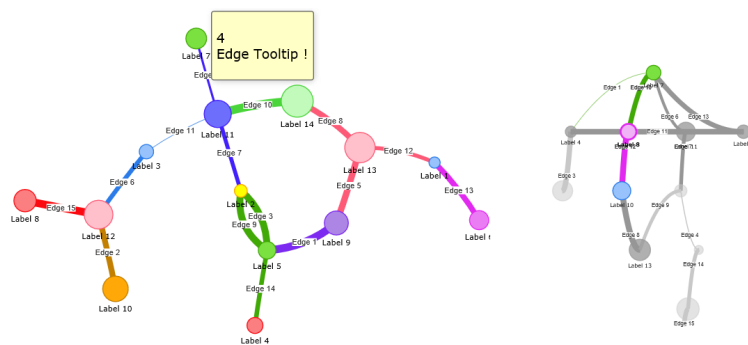 4
Edge Tooltip !
Label 7
Edge
Edge 10
Label 11
Label 14
Edge 8
Edge 11
Label 3
Edge 7
Label 13
Edge 12
Label 1
Edge 6
Edge 5
Edge 13
Label 2
Edge 3
Edge 9
Label 8
Edge 15
Label 12
Label 9
Edge 1
Label 5
Edge 2
Edge 14
Label 10
Label 4
Edge 1
Edge 6
Edge 13
Edge 11
Label 4
Label
Edge 3
Label 10
Edge 9
Edge 8
Edge 4
Label 13
Edge 14
Edge 15